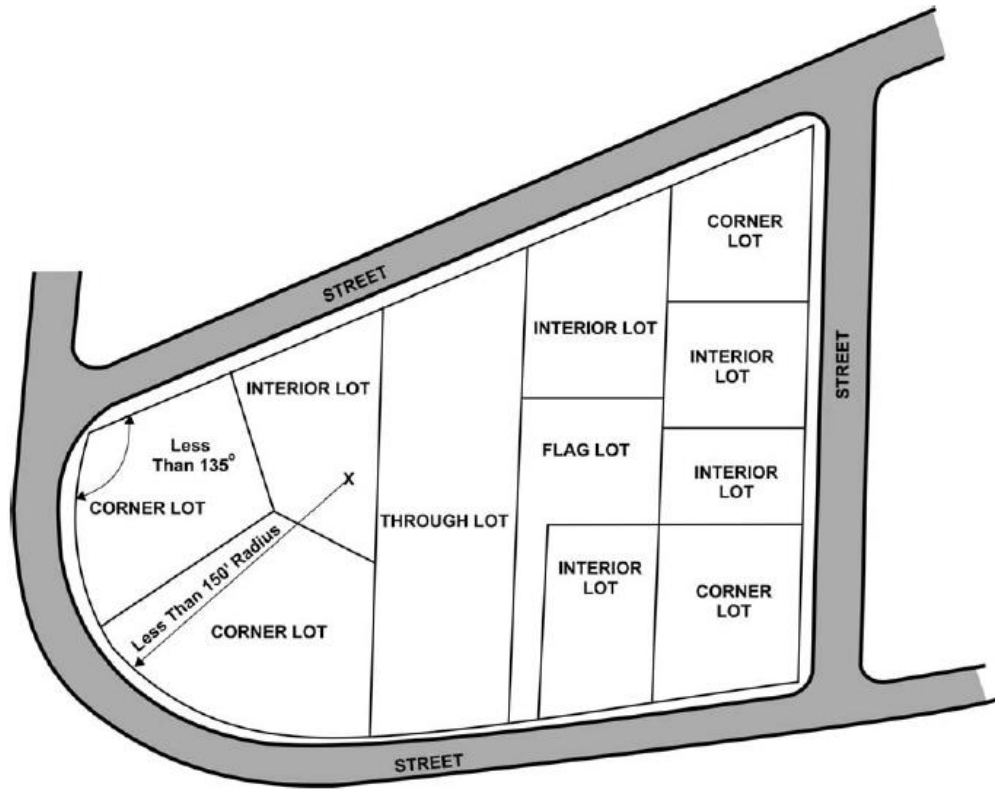 CORNER
LOT
STREET
INTERIOR LOT
INTERIOR
LOT
STREET
INTERIOR LOT
Less
Than 135°
FLAG LOT
INTERIOR
LOT
X
CORNER LOT
THROUGH LOT
Less Than 150' Radius
INTERIOR
LOT
CORNER
LOT
CORNER LOT
STREET